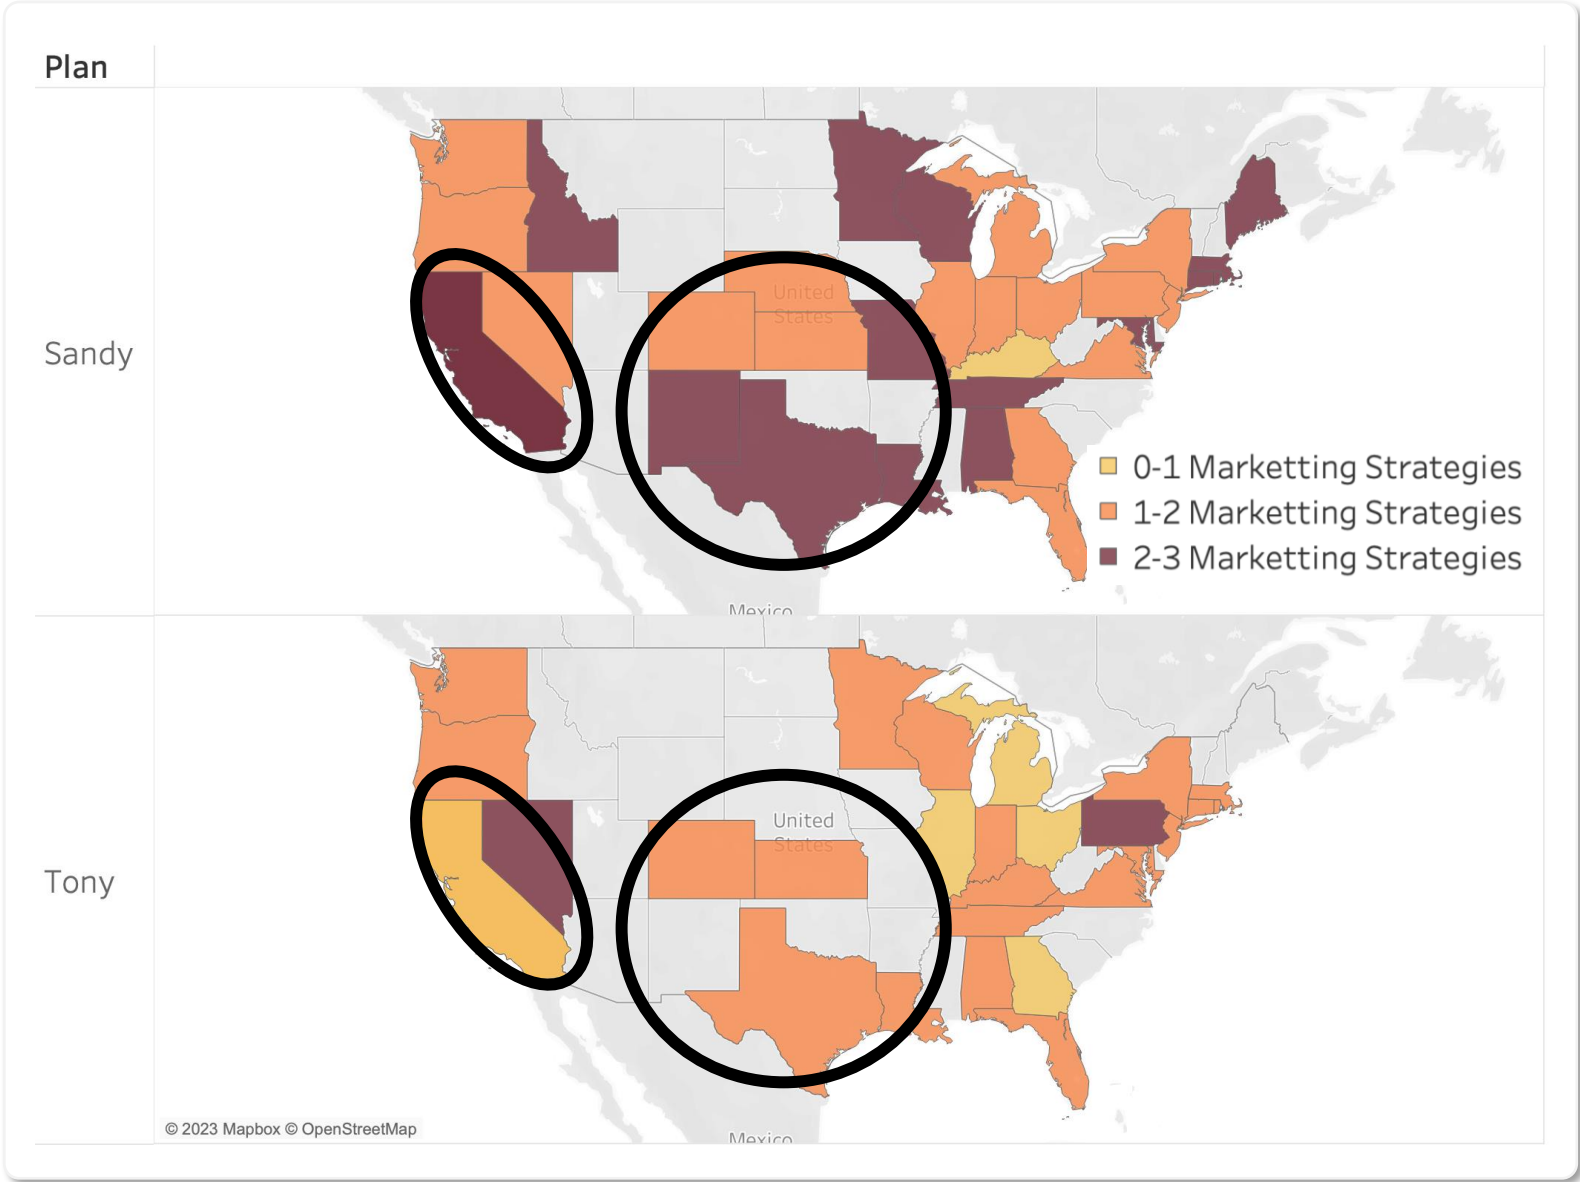 Plan
United
States
Sandy
0-1 Marketting Strategies
1-2 Marketting Strategies
2-3 Marketting Strategies
Mexico
United
States
Tony
© 2023 Mapbox © OpenStreetMap
Mexico